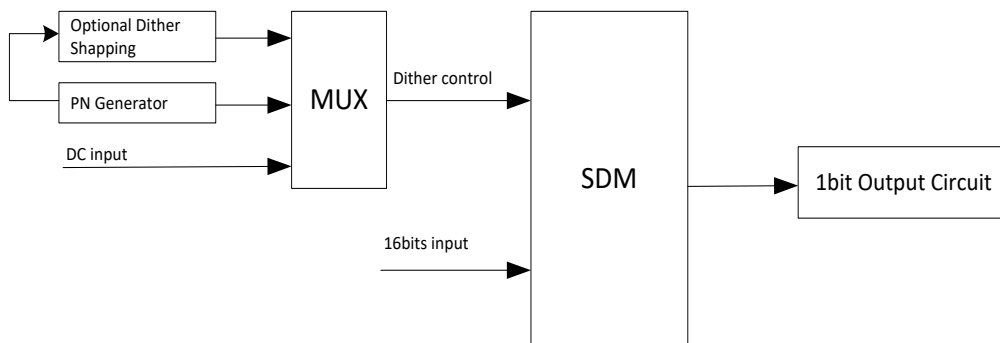 Optional Dither
Shapping
PN Generator
DC input
MUX
Dither control
16bits input
SDM
1bit Output Circuit